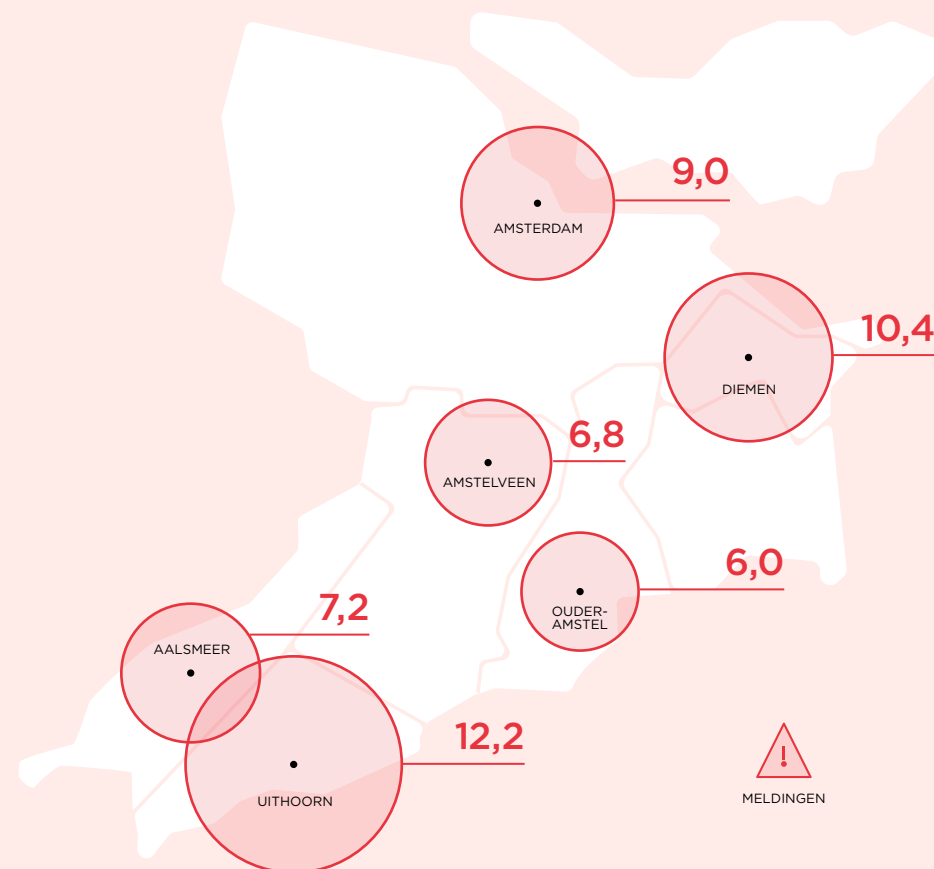 9,0
AMSTERDAM
10,4
DIEMEN
6,8
AMSTELVEEN
6,0
OUDER-
AMSTEL
7,2
AALSMEER
12,2
UITHOORN
!
MELDINGEN